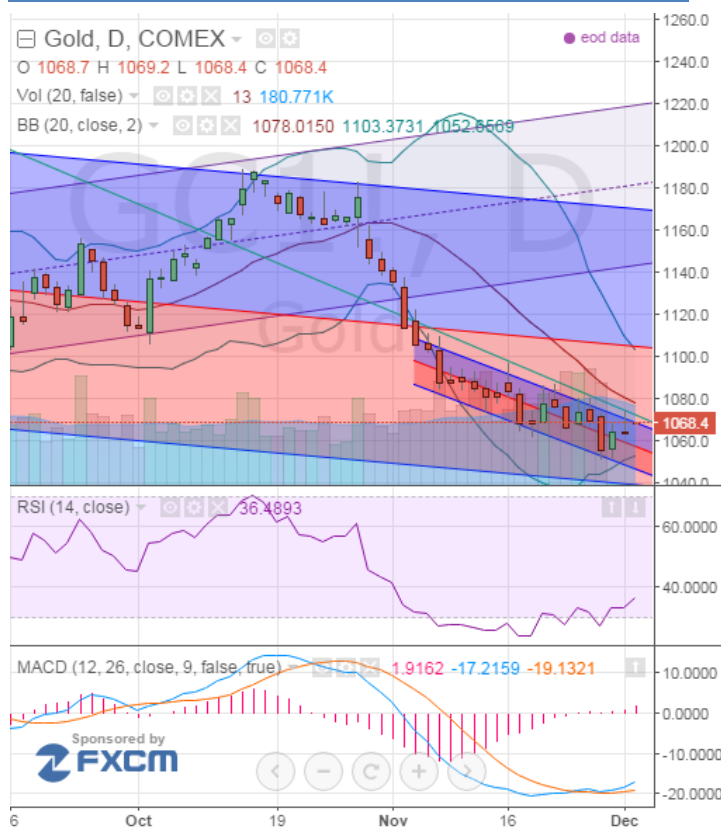 Gold, D, COMEX
eod data
O 1068.7 H 1069.2 L 1068.4 C 1068.4
Vol (20, false) 13 180.771K
BB (20, close, 2) 1078.0150 1103.3731 1052.6569
GC1!, D
Gold
1260.0
1240.0
1220.0
1200.0
1180.0
1160.0
1140.0
1120.0
1100.0
1080.0
1068.4
1060.0
1040.0
RSI (14, close) 36.4893
60.0000
40.0000
MACD (12, 26, close, 9, false, true) 1.9162 -17.2159 -19.1321
10.0000
0.0000
-10.0000
-20.0000
Sponsored by
FXCM
6 Oct 19 Nov 16 Dec